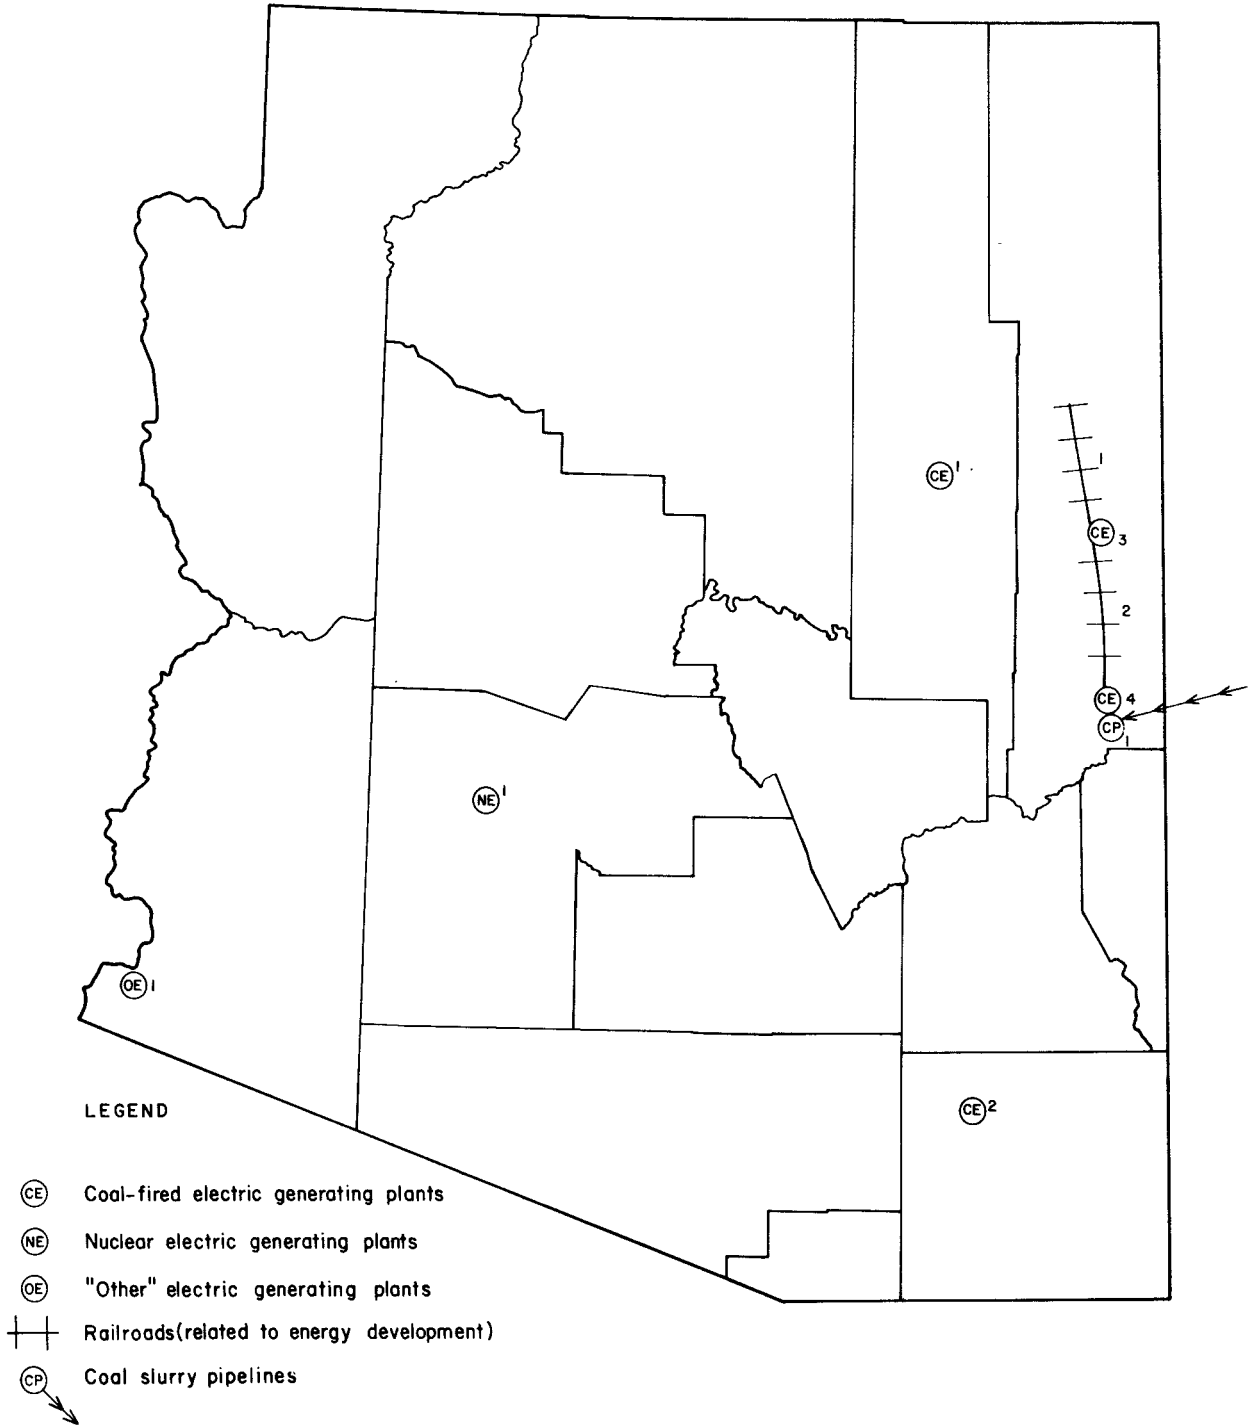 1
CE 1
CE 3
2
CE 4
CP 1
NE 1
OE 1
CE 2
LEGEND
CE Coal-fired electric generating plants
NE Nuclear electric generating plants
OE "Other" electric generating plants
Railroads(related to energy development)
CP Coal slurry pipelines